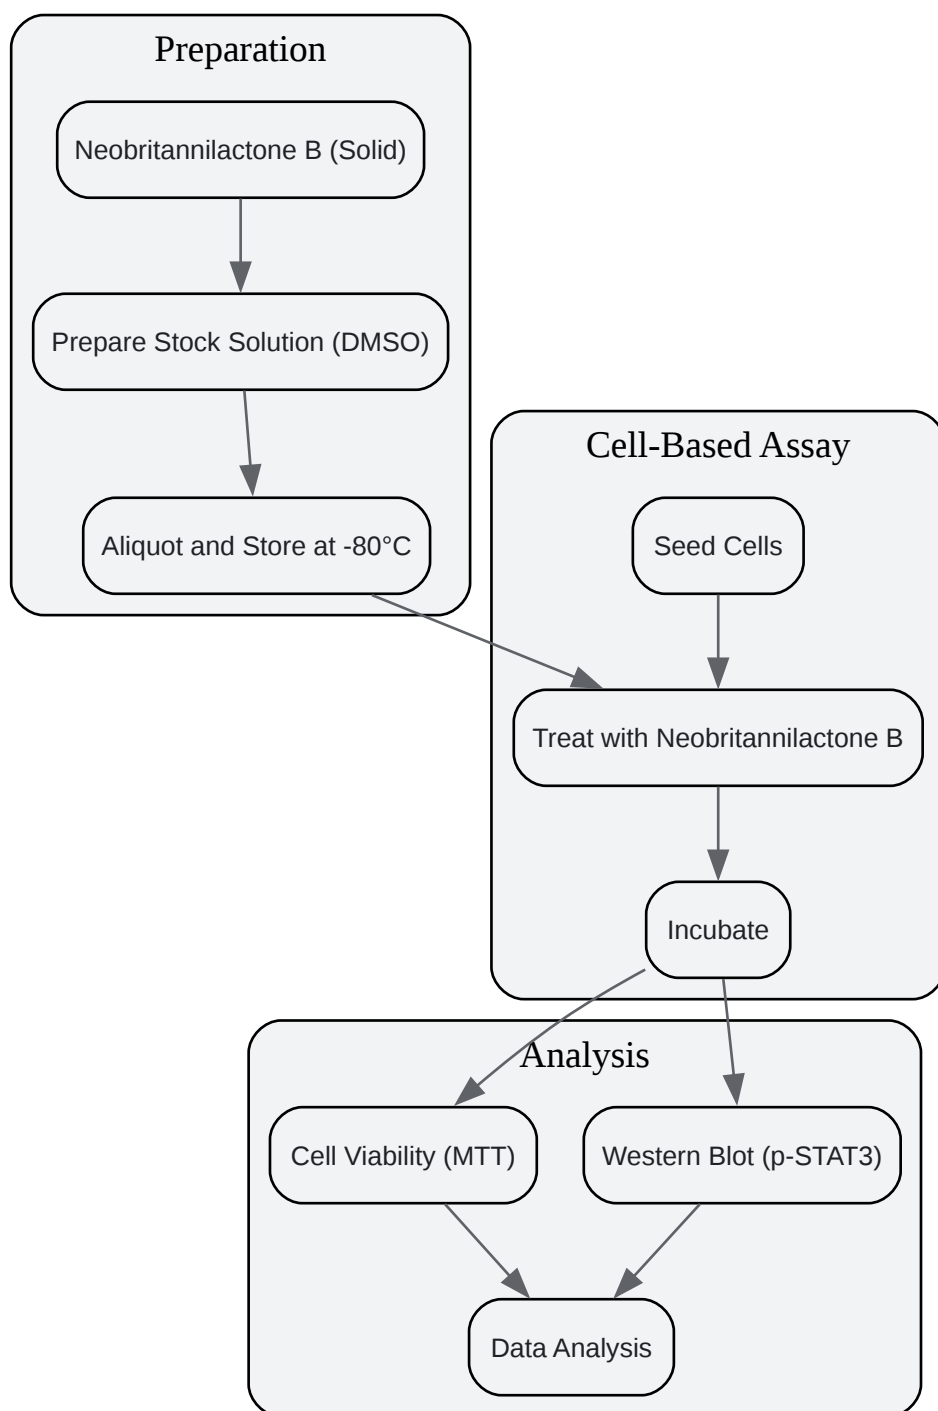 Preparation
Neobritannilactone B (Solid)
Prepare Stock Solution (DMSO)
Aliquot and Store at -80°C
Cell-Based Assay
Seed Cells
Treat with Neobritannilactone B
Incubate
Analysis
Cell Viability (MTT)
Western Blot (p-STAT3)
Data Analysis